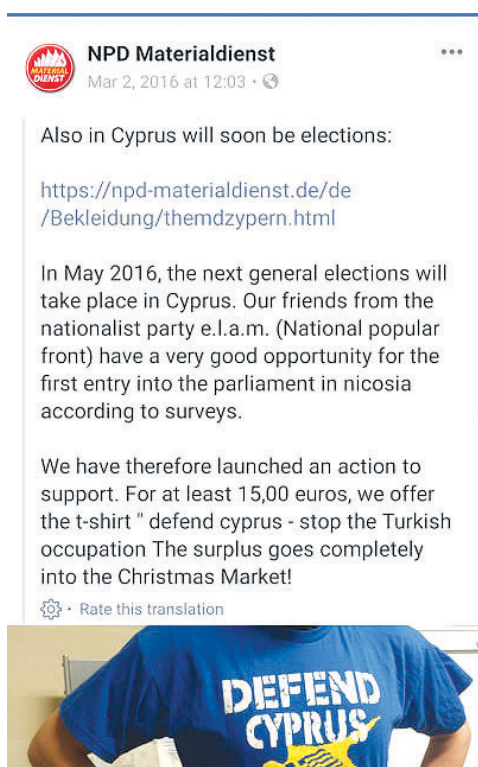 NPD Materialdienst
MATERIAL
DIENST
Mar 2, 2016 at 12:03
Also in Cyprus will soon be elections:
https://npd-materialdienst.de/de
/Bekleidung/themdzypern.html
In May 2016, the next general elections will
take place in Cyprus. Our friends from the
nationalist party e.l.a.m. (National popular
front) have a very good opportunity for the
first entry into the parliament in nicosia
according to surveys.
We have therefore launched an action to
support. For at least 15,00 euros, we offer
the t-shirt " defend cyprus - stop the Turkish
occupation The surplus goes completely
into the Christmas Market!
· Rate this translation
DEFEND
CYPRUS